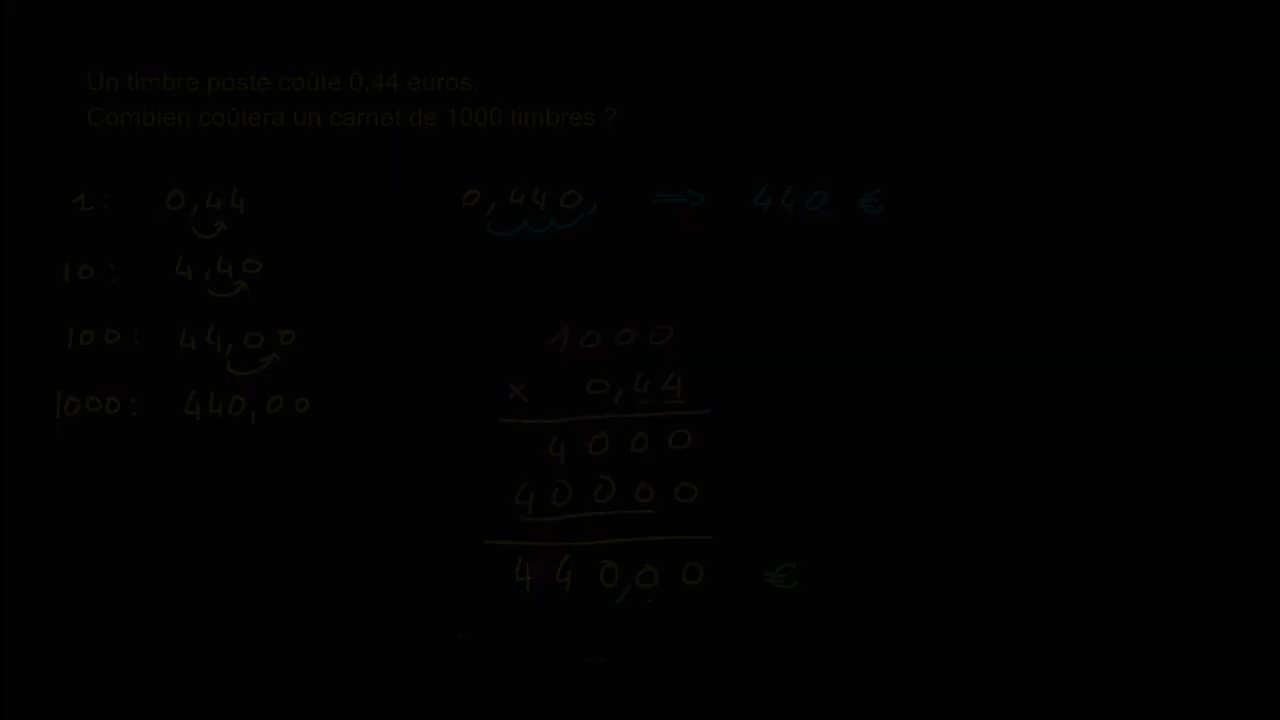 Un timbre poste coûte 0,44 euros.
Combien coûtera un carnet de 1000 timbres ?
1: 0,44
10: 4,40
100: 44,00
1000: 440,00
0,440, => 440 €
1000
x 0,44
4000
40000
440,00 €